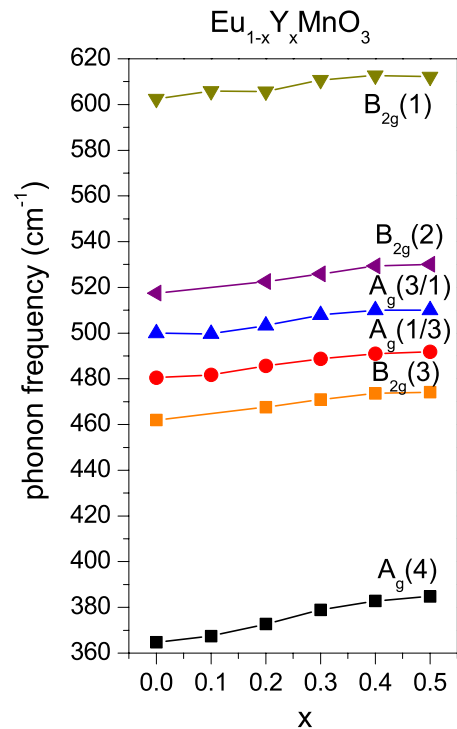 Eu1-xYxMnO3
phonon frequency (cm-1)
620
600
580
560
540
520
500
480
460
440
420
400
380
360
B2g(1)
B2g(2)
Ag(3/1)
Ag(1/3)
B2g(3)
Ag(4)
0.0 0.1 0.2 0.3 0.4 0.5
x